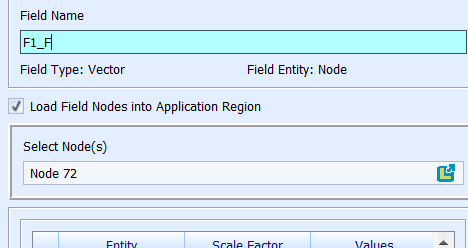 Field Name
F1_F
Field Type: Vector Field Entity: Node
Load Field Nodes into Application Region
Select Node(s)
Node 72
Entity Scale Factor Values